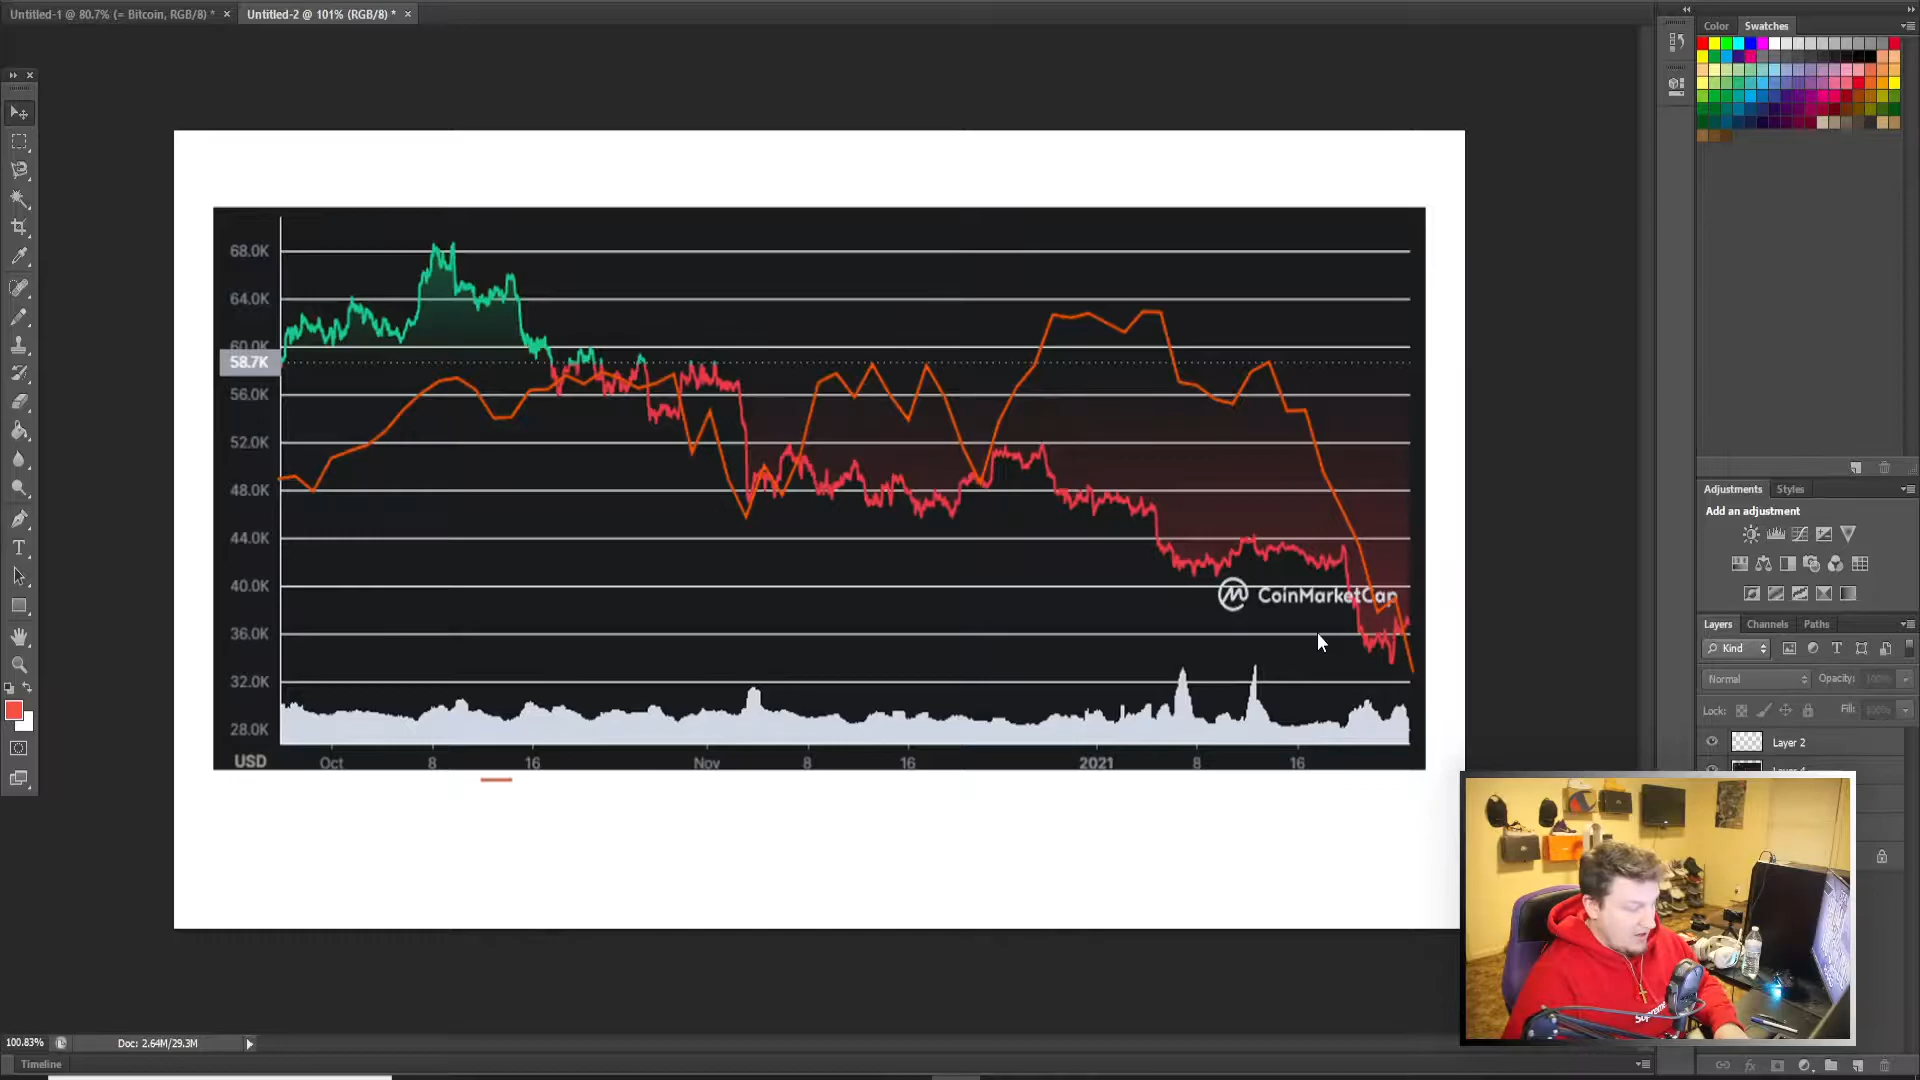 Untitled-1 @ 80.7% (= Bitcoin, RGB/8) * ×
Untitled-2 @ 101% (RGB/8) * ×
Color Swatches
68.0K
64.0K
60.0K
58.7K
56.0K
52.0K
48.0K
44.0K
40.0K
36.0K
32.0K
28.0K
USD Oct 8 16 Nov 8 16 2021 8 16
CoinMarketCap
Adjustments Styles
Add an adjustment
Layers Channels Paths
Kind
Normal Opacity: 100%
Lock: Fill: 100%
Layer 2
Supreme
100.83% Doc: 2.64M/29.3M
Timeline